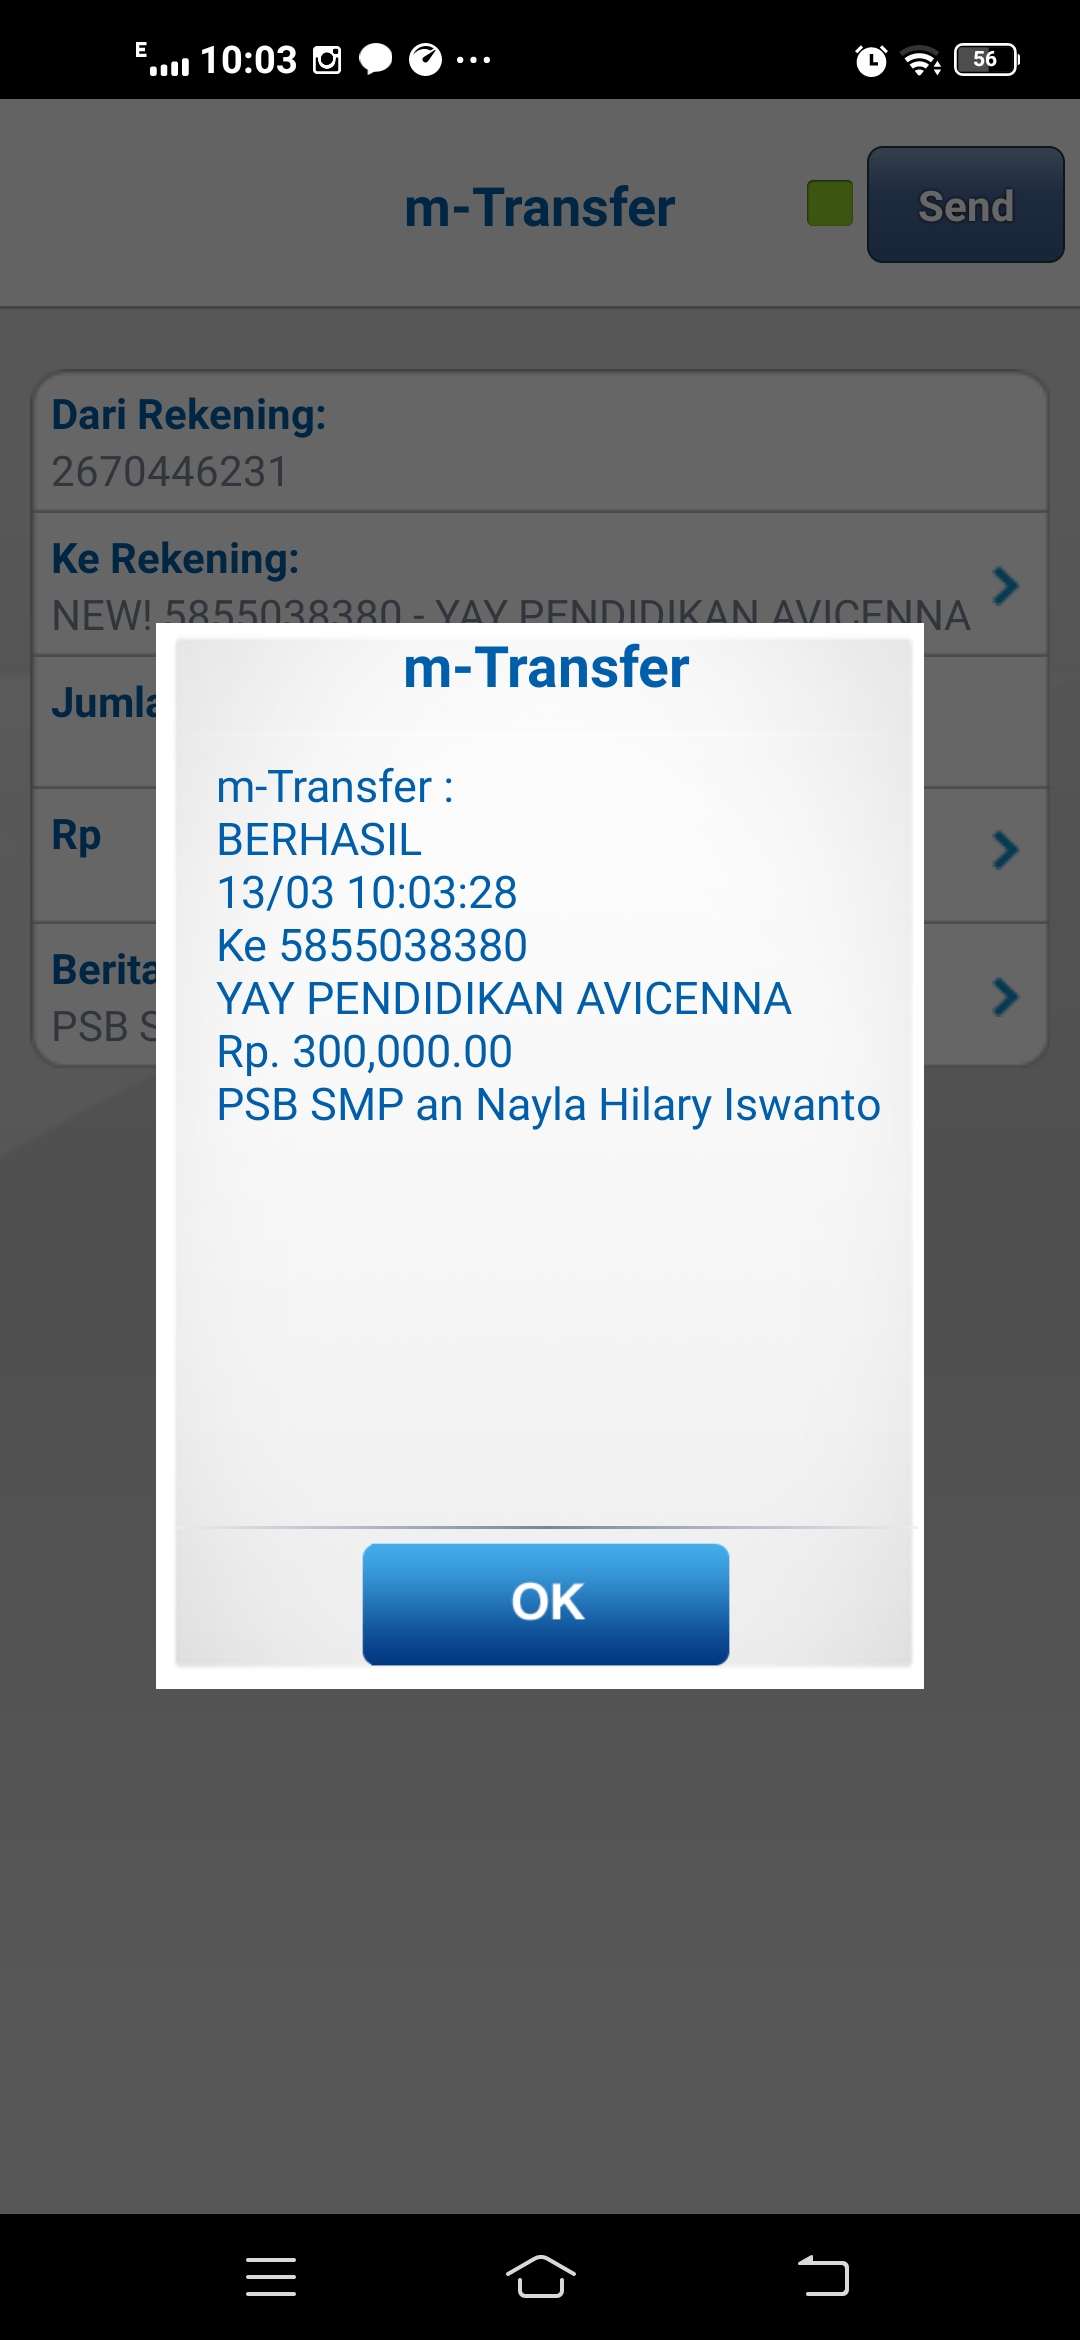 E 10:03 56
m-Transfer
Send
Dari Rekening:
2670446231
Ke Rekening:
NEW! 5855038380 - YAY PENDIDIKAN AVICENNA
Rp
PSB
m-Transfer
m-Transfer :
BERHASIL
13/03 10:03:28
Ke 5855038380
YAY PENDIDIKAN AVICENNA
Rp. 300,000.00
PSB SMP an Nayla Hilary Iswanto
OK